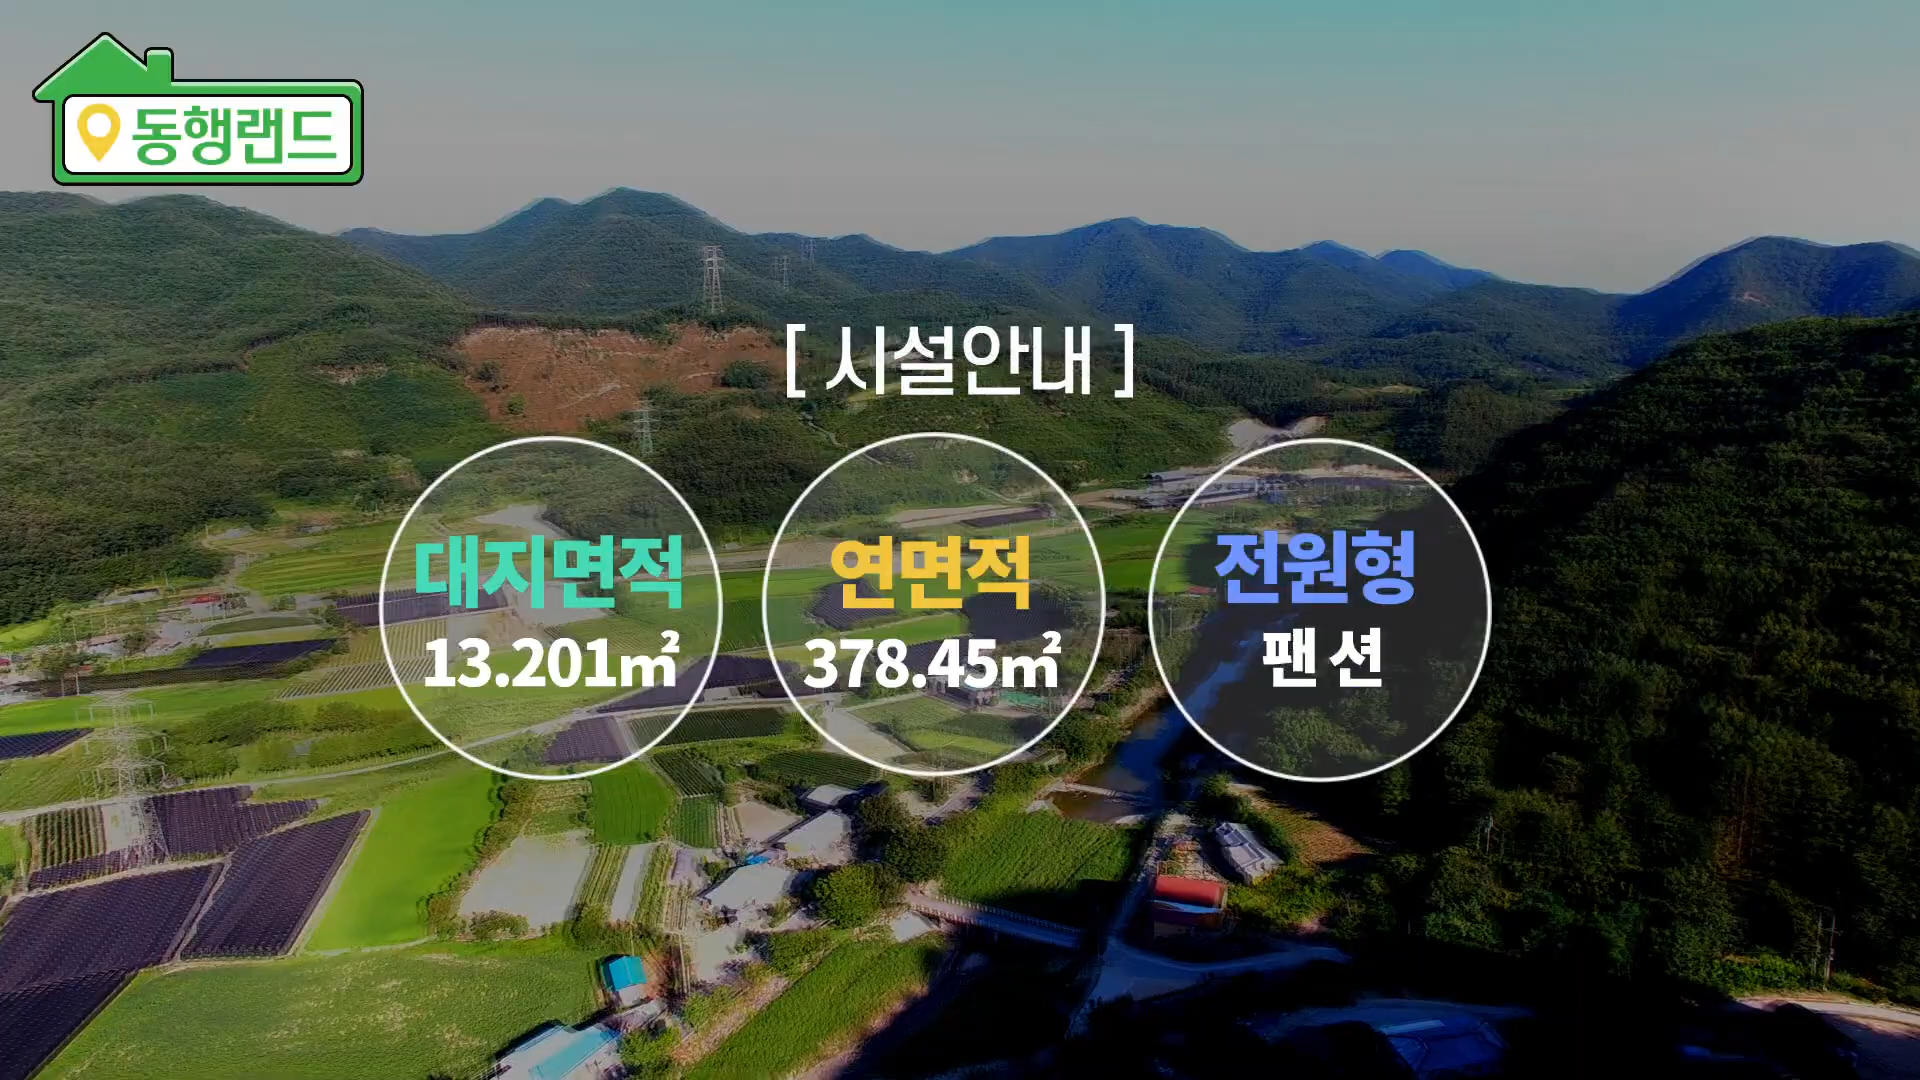 동행랜드
[ 시설안내 ]
대지면적
13.201㎡
연면적
378.45㎡
전원형
팬 션